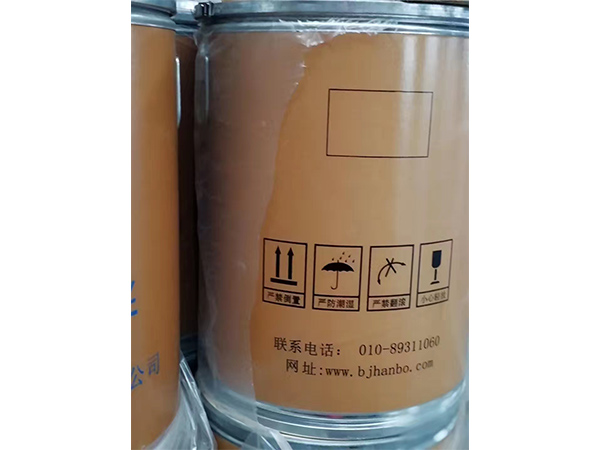 严禁倒置
严防潮湿
严禁翻滚
小心轻放
联系电话： 010-89311060
网址:www.bjhanbo.com
公司